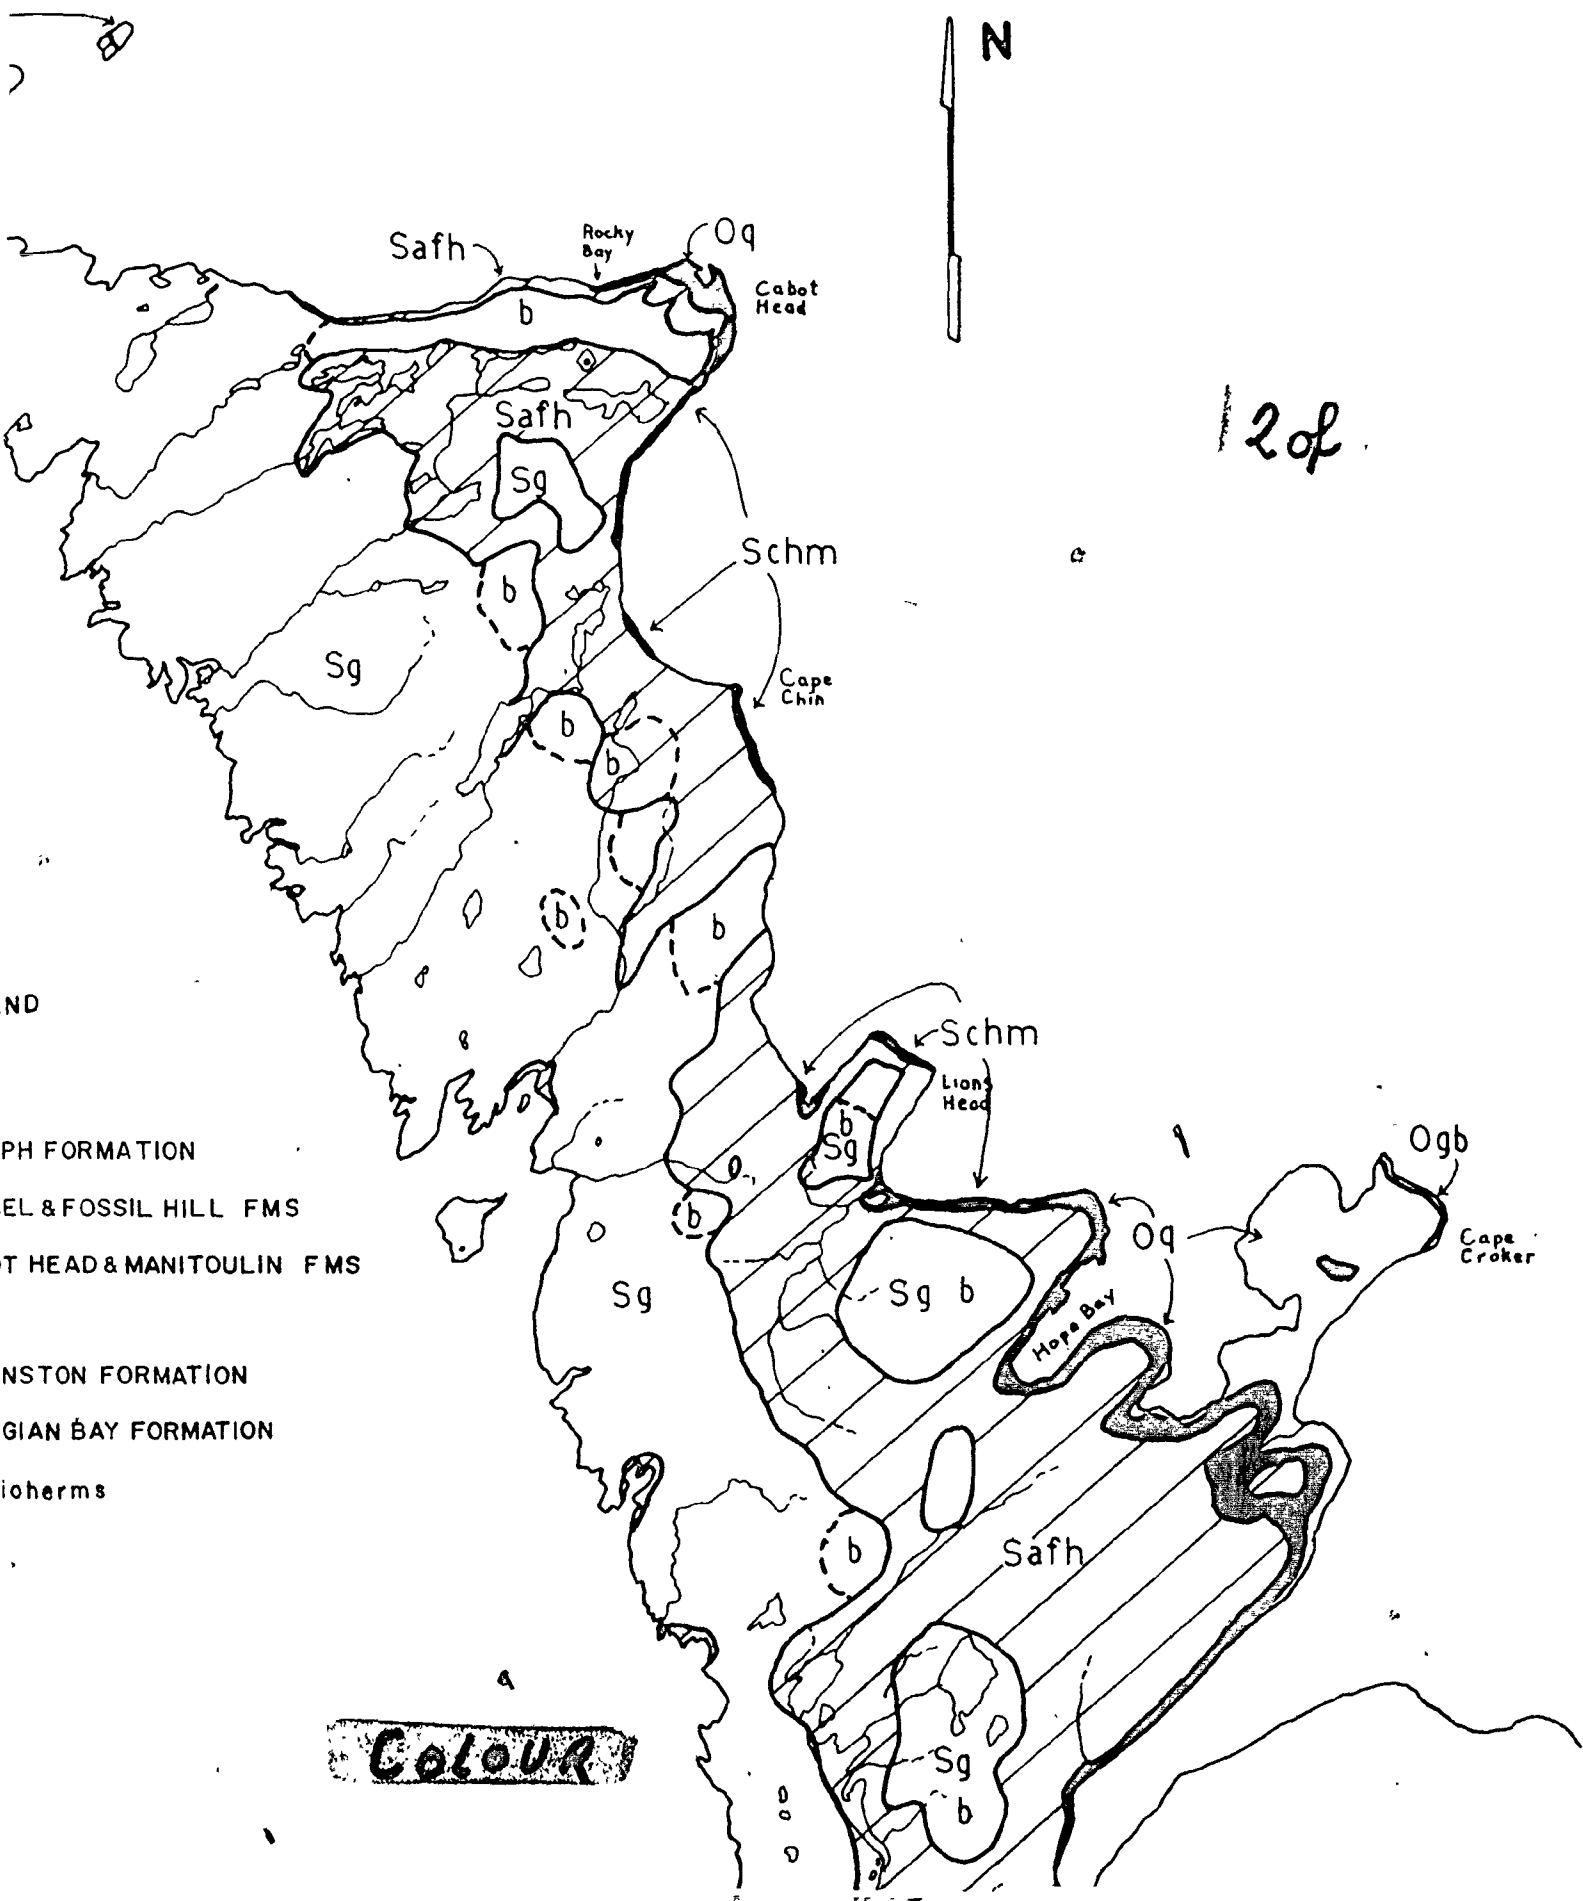 N
Safh
Rocky
Bay
Oq
Cabot
Head
b
Safh
Sg
12 of
Schm
b
Sg
Cape
Chin
b
b
b
b
ND
Schm
Lions
Head
b
Sg
PH FORMATION
Ogb
EL & FOSSIL HILL FMS
b
Oq
Cape
Croker
T HEAD & MANITOULIN FMS
Sg
Sg b
Hope Bay
NSTON FORMATION
GIAN BAY FORMATION
ioherms
b
Safh
COLOUR
Sg
b